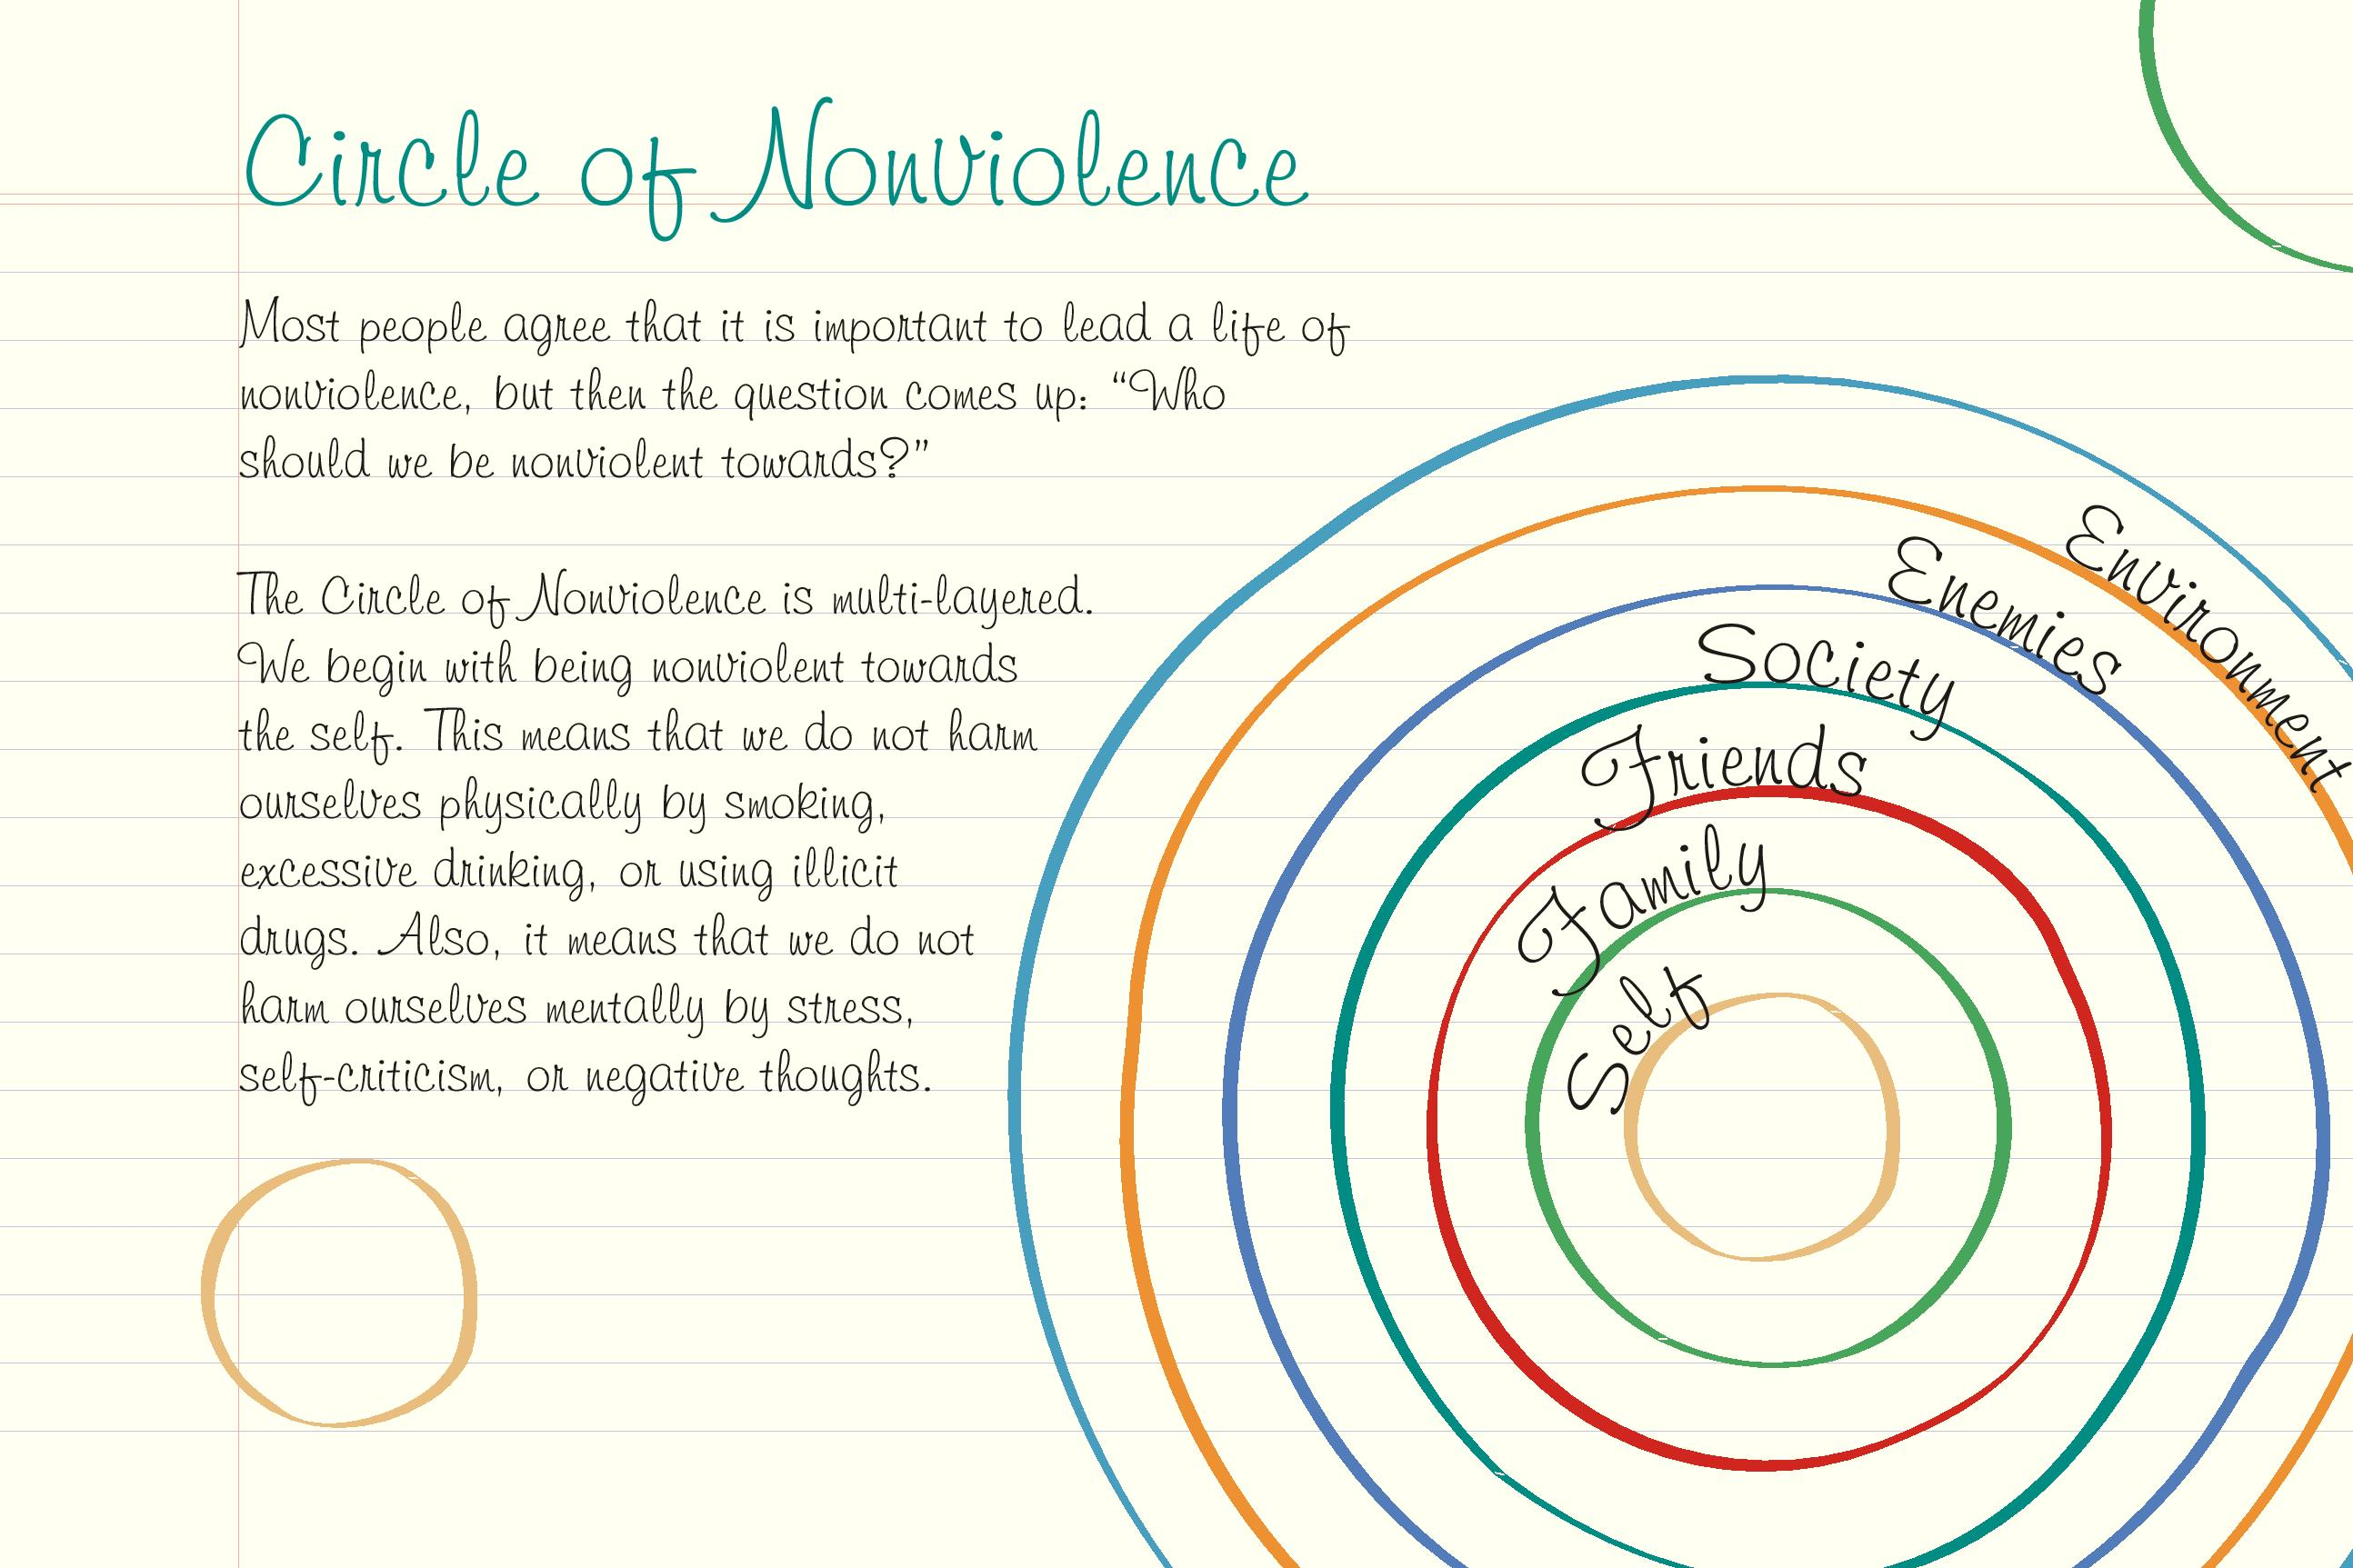 Circle of Nonviolence
Most people agree that it is important to lead a life of
nonviolence, but then the question comes up: “Who
should we be nonviolent towards?”
The Circle of Nonviolence is multi-layered.
We begin with being nonviolent towards
the self. This means that we do not harm
ourselves physically by smoking,
excessive drinking, or using illicit
drugs. Also, it means that we do not
harm ourselves mentally by stress,
self-criticism, or negative thoughts.
Environment
Enemies
Society
Friends
Family
Self